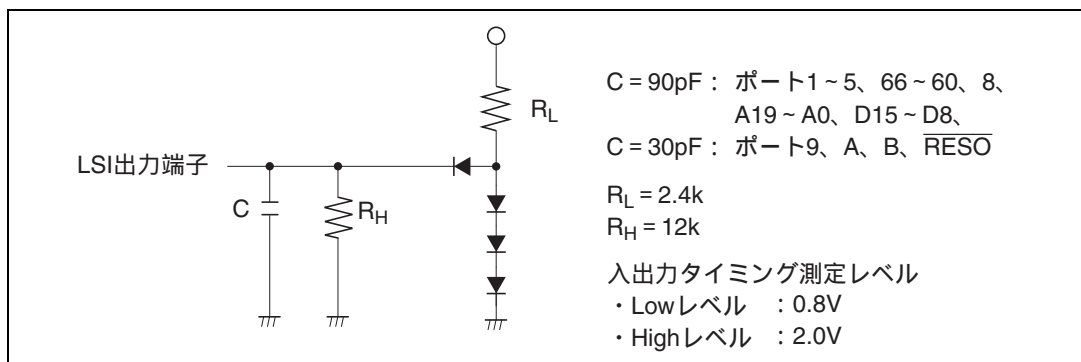 LSI出力端子
C
R_H
R_L
C = 90pF : ポート1 ~ 5、66 ~ 60、8、
A19 ~ A0、D15 ~ D8、
C = 30pF : ポート9、A、B、R̅E̅S̅O̅
R_L = 2.4k
R_H = 12k
入出力タイミング測定レベル
・Lowレベル : 0.8V
・Highレベル : 2.0V